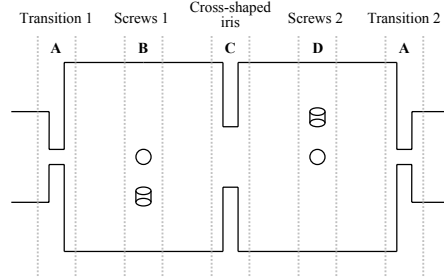 Transition 1
Screws 1
Cross-shaped
iris
Screws 2
Transition 2
A
B
C
D
A